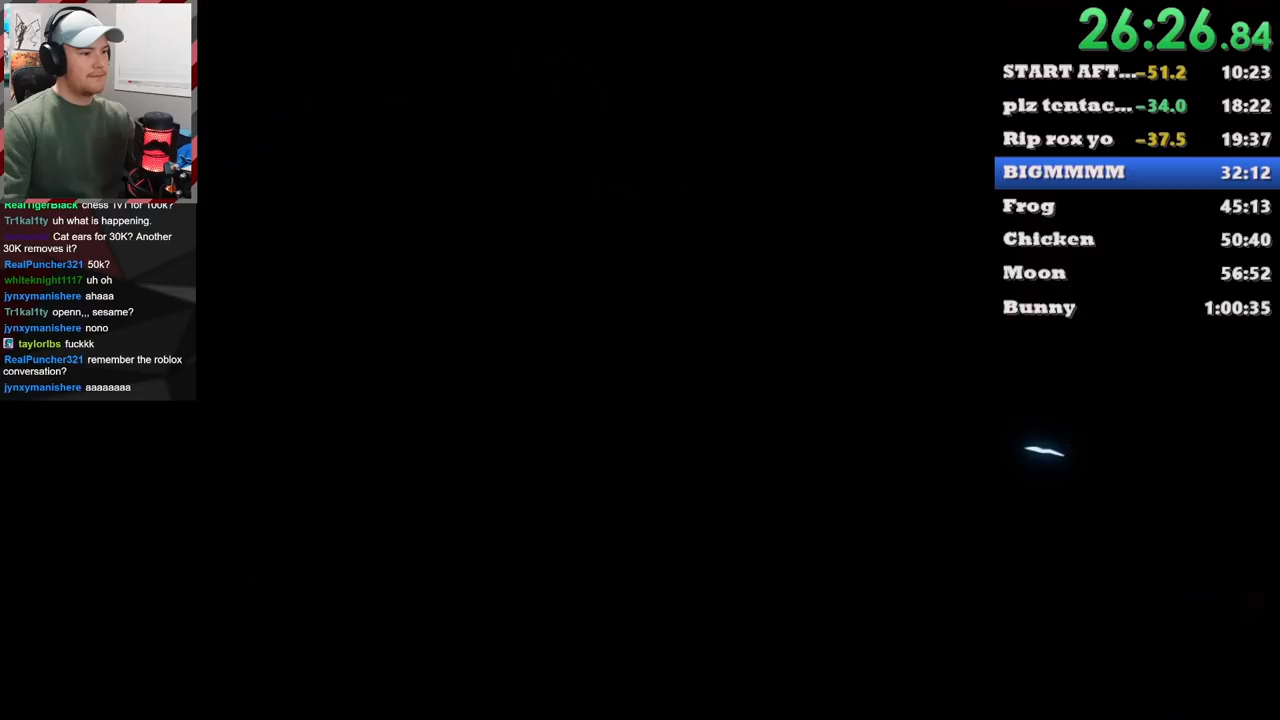 26:26.84
START AFT... -51.2 10:23
plz tentac... -34.0 18:22
Rip rox yo -37.5 19:37
BIGMMMM 32:12
Frog 45:13
Chicken 50:40
Moon 56:52
Bunny 1:00:35
RealTigerBlack chess 1v1 for 100k?
Tr1kal1ty uh what is happening.
Cat ears for 30K? Another
30K removes it?
RealPuncher321 50k?
whiteknight1117 uh oh
jynxymanishere ahaaa
Tr1kal1ty openn,,, sesame?
jynxymanishere nono
taylorlbs fuckkk
RealPuncher321 remember the roblox
conversation?
jynxymanishere aaaaaaaa